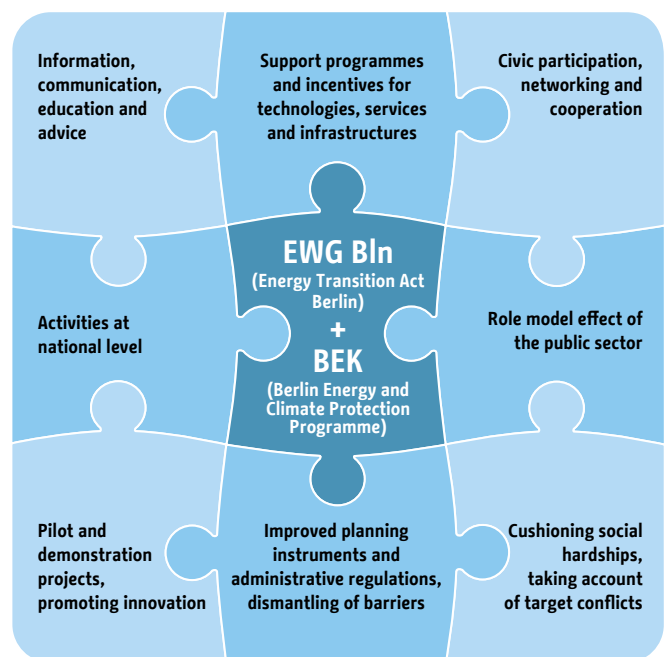 Information,
communication,
education and
advice
Support programmes
and incentives for
technologies, services
and infrastructures
Civic participation,
networking and
cooperation
Activities at
national level
EWG Bln
(Energy Transition Act
Berlin)
+
BEK
(Berlin Energy and
Climate Protection
Programme)
Role model effect of
the public sector
Pilot and
demonstration
projects,
promoting innovation
Improved planning
instruments and
administrative regulations,
dismantling of barriers
Cushioning social
hardships,
taking account
of target conflicts